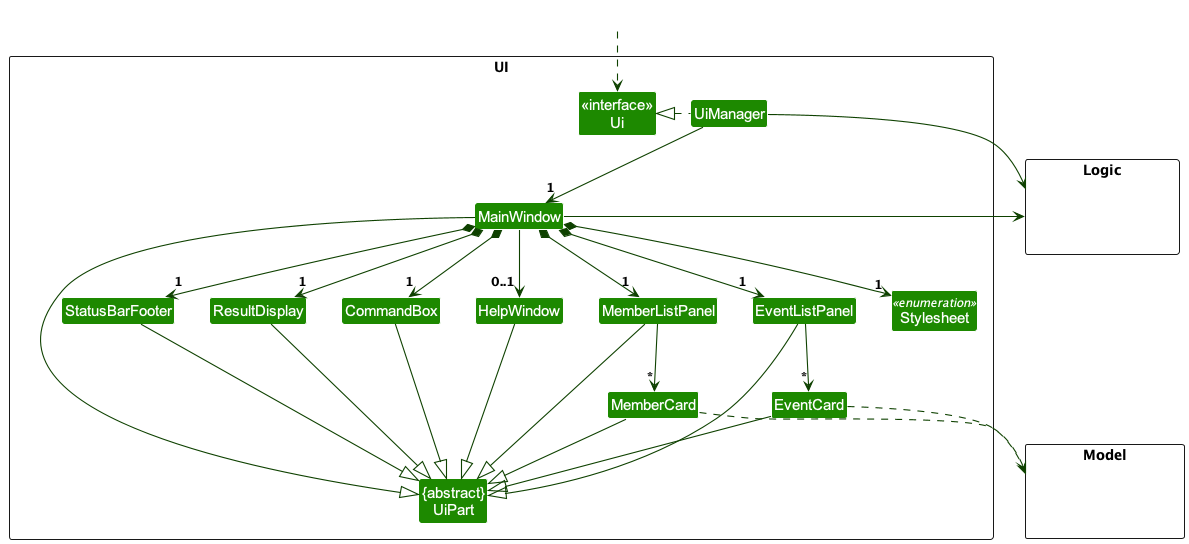 UI
«interface»
Ui
UiManager
Logic
1
MainWindow
1
1
1
0..1
1
1
1
StatusBarFooter
ResultDisplay
CommandBox
HelpWindow
MemberListPanel
EventListPanel
«enumeration»
Stylesheet
*
*
MemberCard
EventCard
Model
{abstract}
UiPart